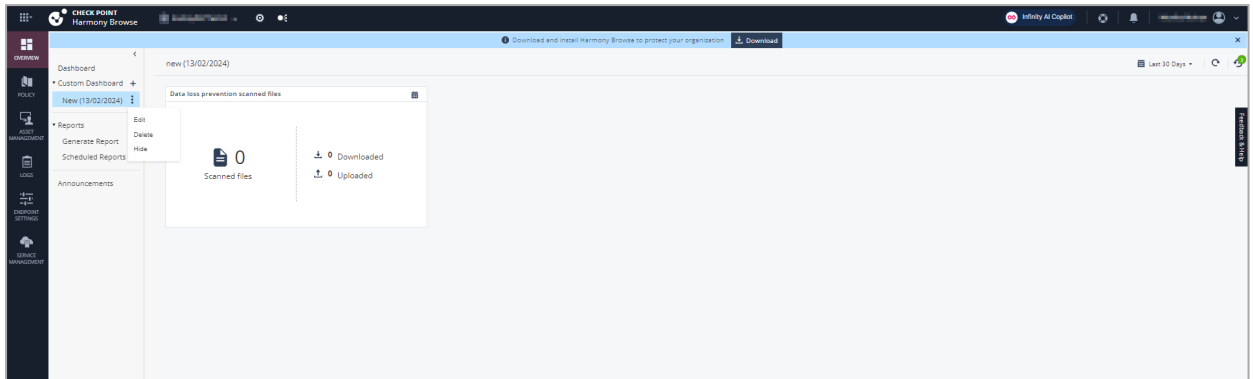 CHECK POINT
Harmony Browse
Infinity AI Copilot
Download and install Harmony Browse to protect your organization
Download
OVERVIEW
POLICY
ASSET
MANAGEMENT
LOGS
ENDPOINT
SETTINGS
SERVICE
MANAGEMENT
Dashboard
Custom Dashboard +
New (13/02/2024)
Edit
Delete
Hide
Reports
Generate Report
Scheduled Reports
Announcements
new (13/02/2024)
Last 30 Days
Data loss prevention scanned files
0
Scanned files
0 Downloaded
0 Uploaded
Feedback & Help